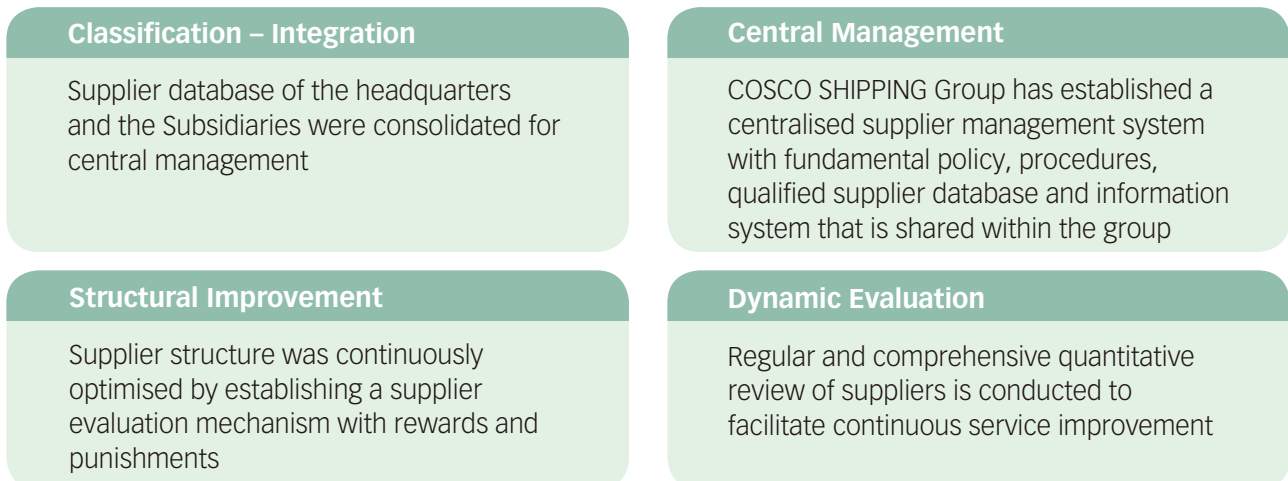 Classification – Integration
Supplier database of the headquarters
and the Subsidiaries were consolidated for
central management
Central Management
COSCO SHIPPING Group has established a
centralised supplier management system
with fundamental policy, procedures,
qualified supplier database and information
system that is shared within the group
Structural Improvement
Supplier structure was continuously
optimised by establishing a supplier
evaluation mechanism with rewards and
punishments
Dynamic Evaluation
Regular and comprehensive quantitative
review of suppliers is conducted to
facilitate continuous service improvement